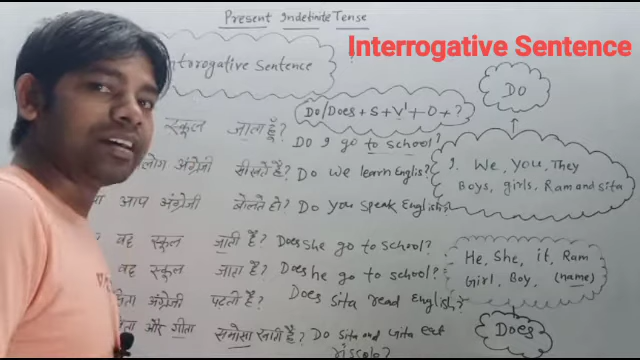 Present Indefinite Tense
Interrogative Sentence
Interrogative Sentence
Do
Do/Does + S + V¹ + O + ?
स्कूल जाता हूँ? Do I go to school?
लोग अंग्रेजी सीखते हैं? Do we learn English?
I, We, You, They
Boys, girls, Ram and Sita
आप अंग्रेजी बोलते हो? Do you speak English?
वह स्कूल जाती है? Does she go to school?
He, She, it, Ram
वह स्कूल जाता है? Does he go to school?
Girl, Boy, (name)
अंग्रेजी पढ़ती है? Does Sita read English?
Does
और गीता समोसा खाती हैं? Do Sita and Gita eat